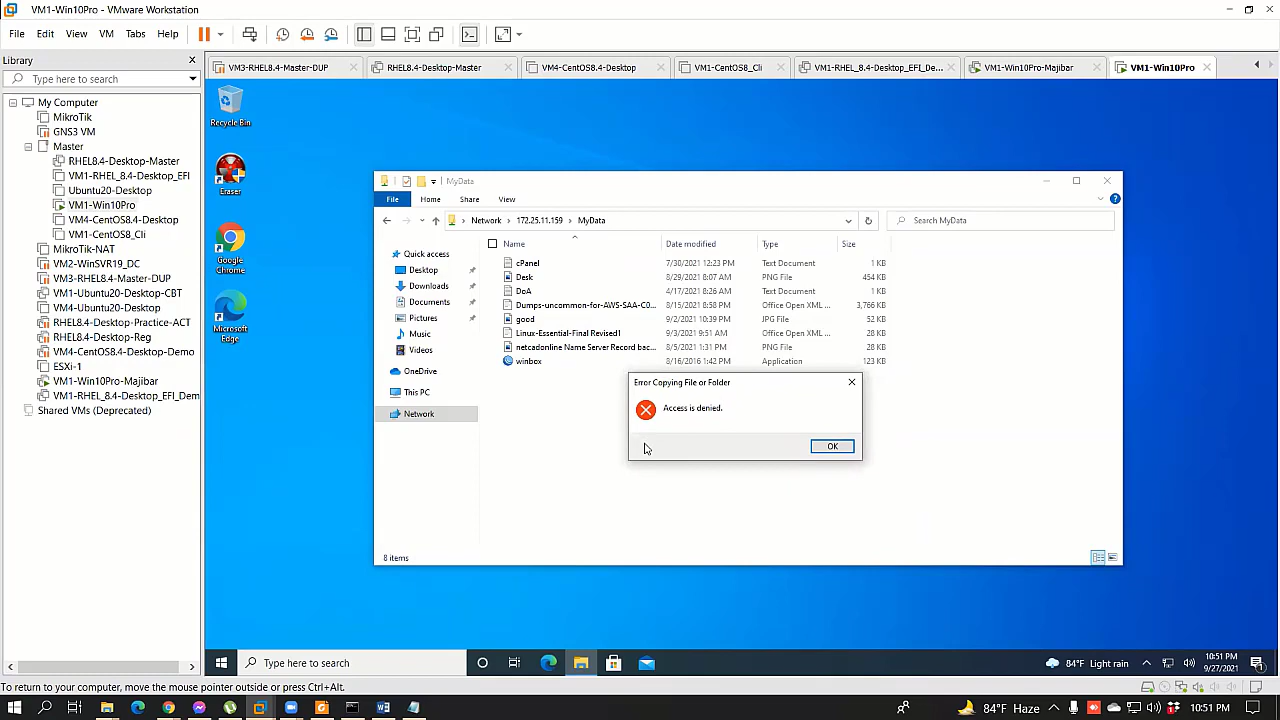 VM1-Win10Pro - VMware Workstation
File Edit View VM Tabs Help
Library
Type here to search
My Computer
MikroTik
GNS3 VM
Master
RHEL8.4-Desktop-Master
VM1-RHEL_8.4-Desktop_EFI
Ubuntu20-Desktop
VM1-Win10Pro
VM4-CentOS8.4-Desktop
VM1-CentOS8_Cli
MikroTik-NAT
VM2-WinSVR19_DC
VM3-RHEL8.4-Master-DUP
VM1-Ubuntu20-Desktop-CBT
VM4-Ubuntu20-Desktop
RHEL8.4-Desktop-Practice-ACT
RHEL8.4-Desktop-Reg
VM4-CentOS8.4-Desktop-Demo
ESXi-1
VM1-Win10Pro-Majibar
VM1-RHEL_8.4-Desktop_EFI_Dem
Shared VMs (Deprecated)
VM3-RHEL8.4-Master-DUP RHEL8.4-Desktop-Master VM4-CentOS8.4-Desktop VM1-CentOS8_Cli VM1-RHEL_8.4-Desktop_EFI_De... VM1-Win10Pro-Majibar VM1-Win10Pro
Recycle Bin
Eraser
Google
Chrome
Microsoft
Edge
MyData
File Home Share View
Network > 172.25.11.159 > MyData
Search MyData
Quick access
Desktop
Downloads
Documents
Pictures
Music
Videos
OneDrive
This PC
Network
Name Date modified Type Size
cPanel 7/30/2021 12:23 PM Text Document 1 KB
Desk 8/29/2021 8:07 AM PNG File 454 KB
DoA 4/17/2021 8:26 AM Text Document 1 KB
Dumps-uncommon-for-AWS-SAA-C0... 8/15/2021 8:58 PM Office Open XML ... 3,766 KB
good 9/2/2021 10:39 PM JPG File 52 KB
Linux-Essential-Final Revised1 9/3/2021 9:51 AM Office Open XML ... 28 KB
netcadonline Name Server Record bac... 8/5/2021 1:31 PM PNG File 28 KB
winbox 8/16/2016 1:42 PM Application 123 KB
Error Copying File or Folder
Access is denied.
OK
8 items
Type here to search
84°F Light rain
10:51 PM
9/27/2021
To return to your computer, move the mouse pointer outside or press Ctrl+Alt.
84°F Haze
10:51 PM